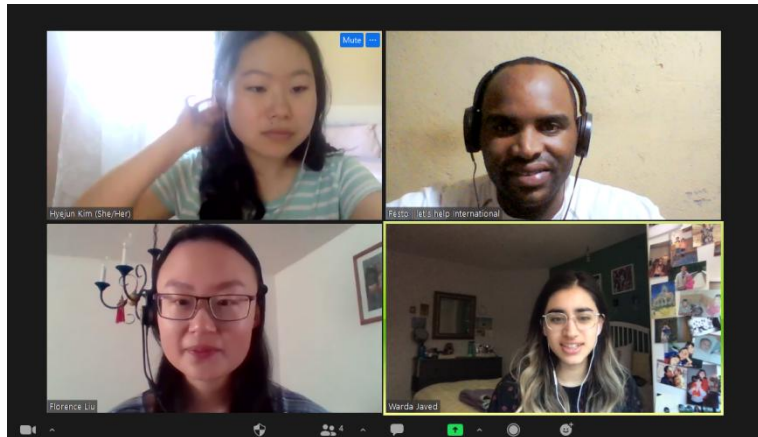 Mute
Hyejun Kim (She/Her)
Festo let's help International
Florence Liu
Warda Javed
4